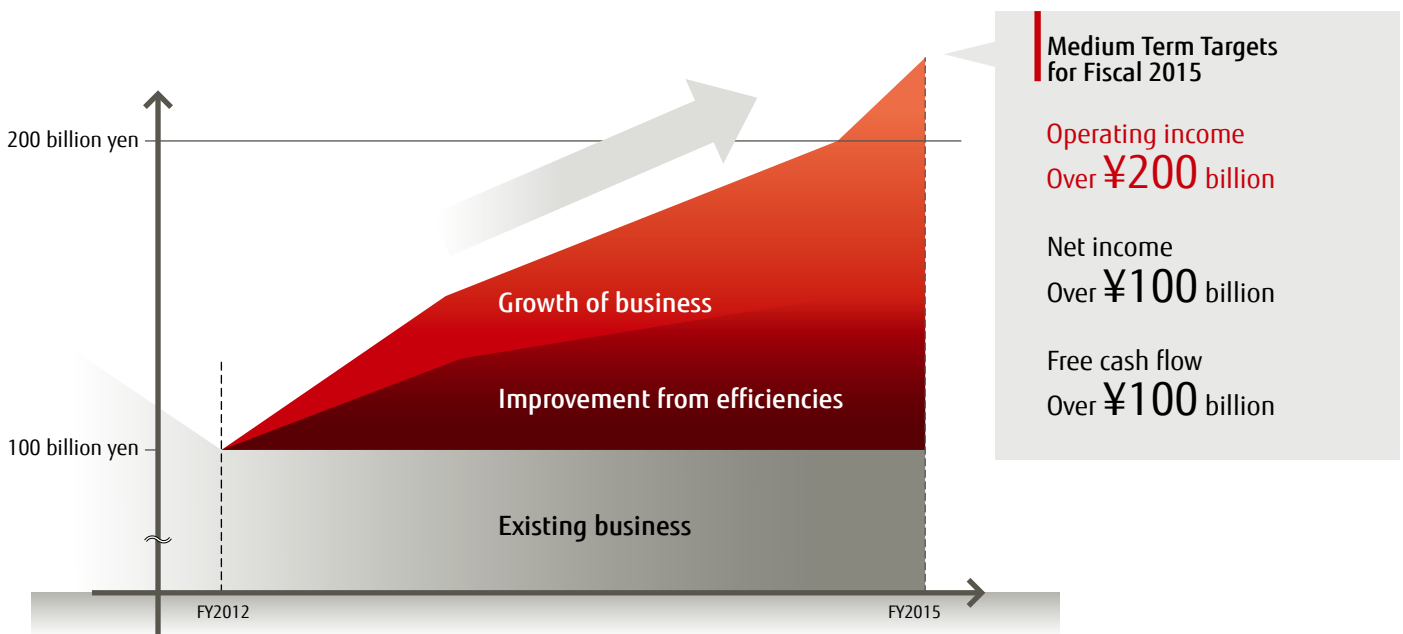 200 billion yen
100 billion yen
Growth of business
Improvement from efficiencies
Existing business
FY2012
FY2015
Medium Term Targets
for Fiscal 2015
Operating income
Over ¥200 billion
Net income
Over ¥100 billion
Free cash flow
Over ¥100 billion